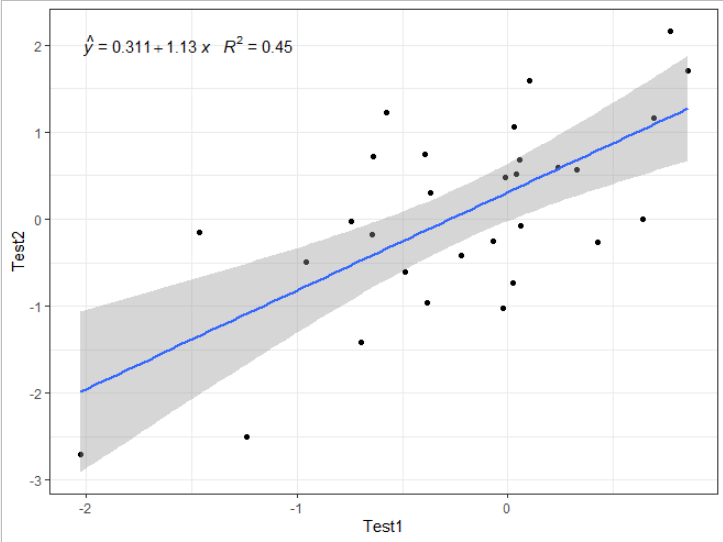 ŷ = 0.311 + 1.13 x R² = 0.45
2
1
0
-1
-2
-3
Test2
-2 -1 0
Test1